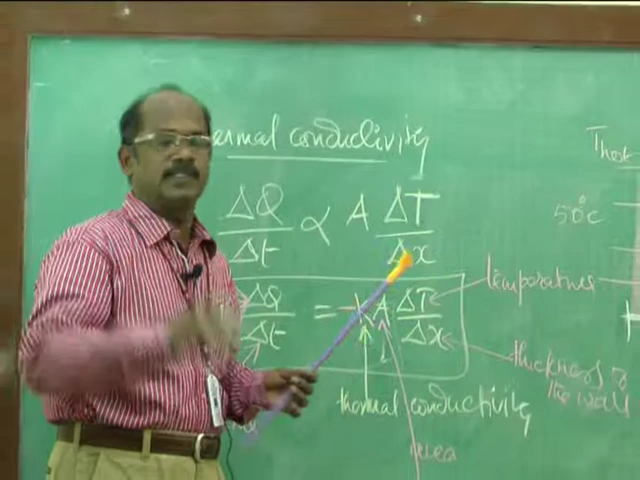 ermal conductivity
ΔQ/Δt ∝ A ΔT/Δx
Thot
50°C
ΔQ/Δt = -KA ΔT/Δx
temperature
thickness of
the wall
thermal conductivity
area